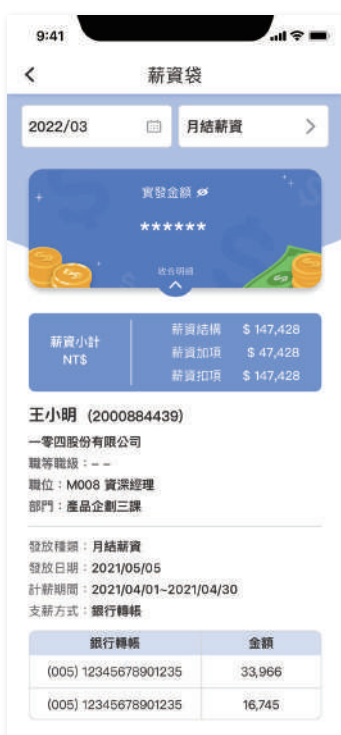 9:41
薪資袋
2022/03
月結薪資
實發金額
******
收合明細
薪資小計
NT$
薪資結構 $ 147,428
薪資加項 $ 47,428
薪資扣項 $ 147,428
王小明 (2000884439)
一零四股份有限公司
職等職級：– –
職位：M008 資深經理
部門：產品企劃三課
發放種類：月結薪資
發放日期：2021/05/05
計薪期間：2021/04/01~2021/04/30
支薪方式：銀行轉帳
銀行轉帳 金額
(005) 12345678901235 33,966
(005) 12345678901235 16,745